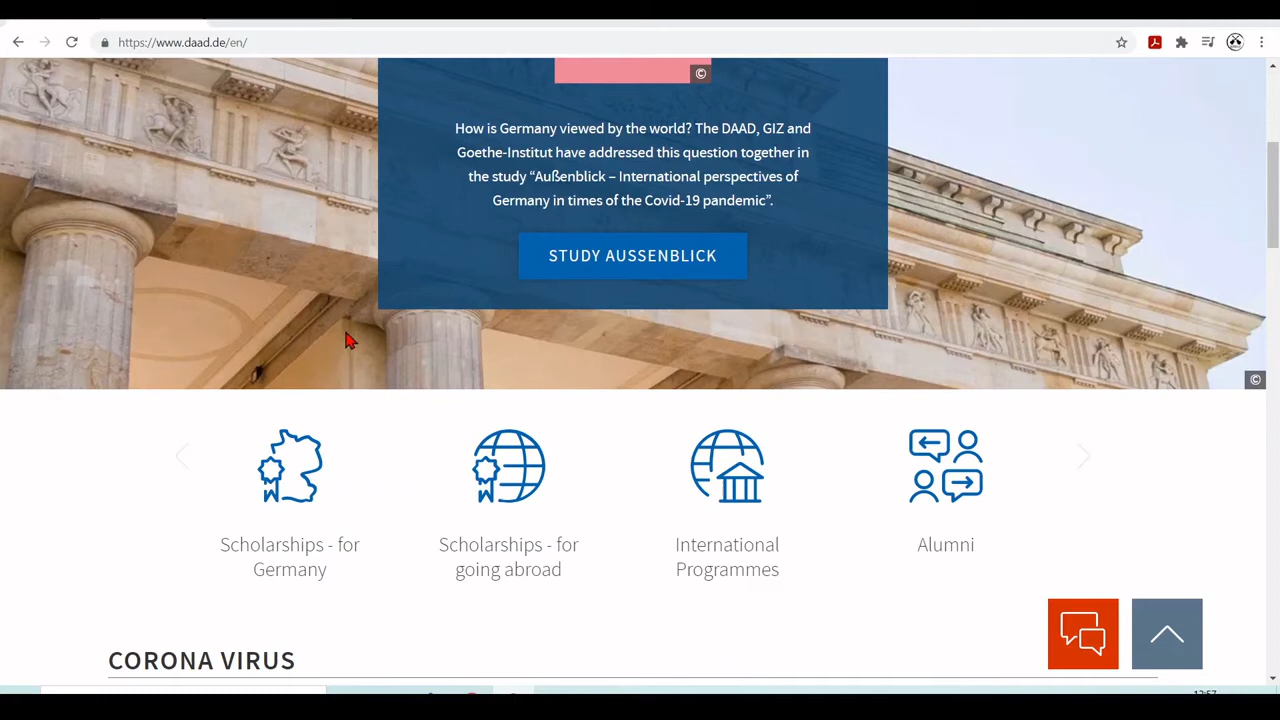 https://www.daad.de/en/
©
How is Germany viewed by the world? The DAAD, GIZ and
Goethe-Institut have addressed this question together in
the study “Außenblick – International perspectives of
Germany in times of the Covid-19 pandemic”.
STUDY AUSSENBLICK
©
Scholarships - for
Germany
Scholarships - for
going abroad
International
Programmes
Alumni
CORONA VIRUS